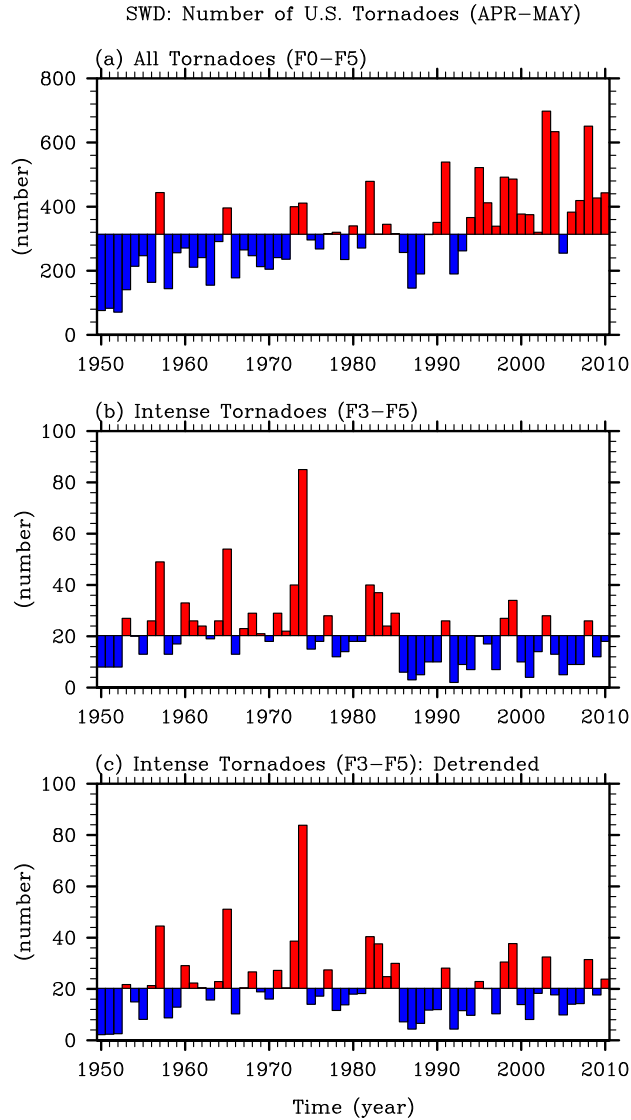 SWD: Number of U.S. Tornadoes (APR−MAY)
(a) All Tornadoes (F0−F5)
800
600
400
200
0
(number)
1950 1960 1970 1980 1990 2000 2010
(b) Intense Tornadoes (F3−F5)
100
80
60
40
20
0
(number)
1950 1960 1970 1980 1990 2000 2010
(c) Intense Tornadoes (F3−F5): Detrended
100
80
60
40
20
0
(number)
1950 1960 1970 1980 1990 2000 2010
Time (year)